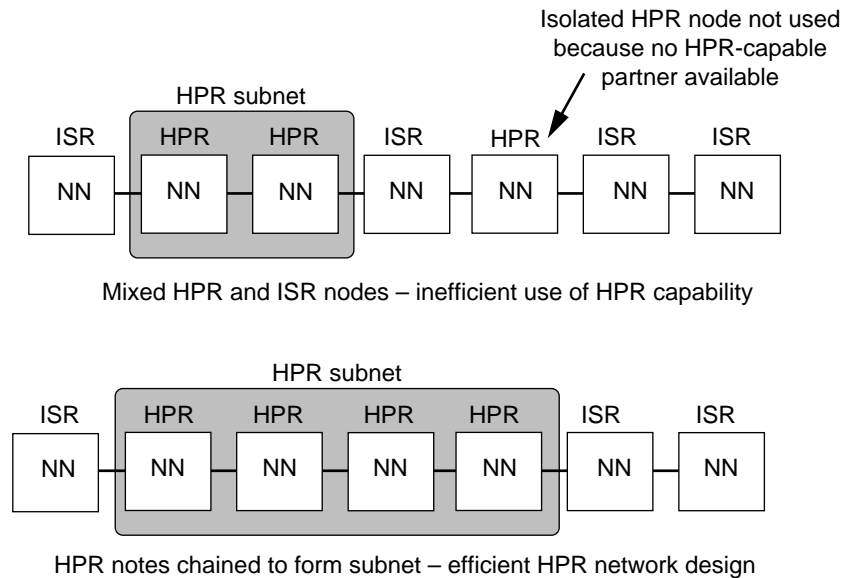 Isolated HPR node not used
because no HPR-capable
partner available
HPR subnet
ISR HPR HPR ISR HPR ISR ISR
NN NN NN NN NN NN NN
Mixed HPR and ISR nodes – inefficient use of HPR capability
HPR subnet
ISR HPR HPR HPR HPR ISR ISR
NN NN NN NN NN NN NN
HPR notes chained to form subnet – efficient HPR network design